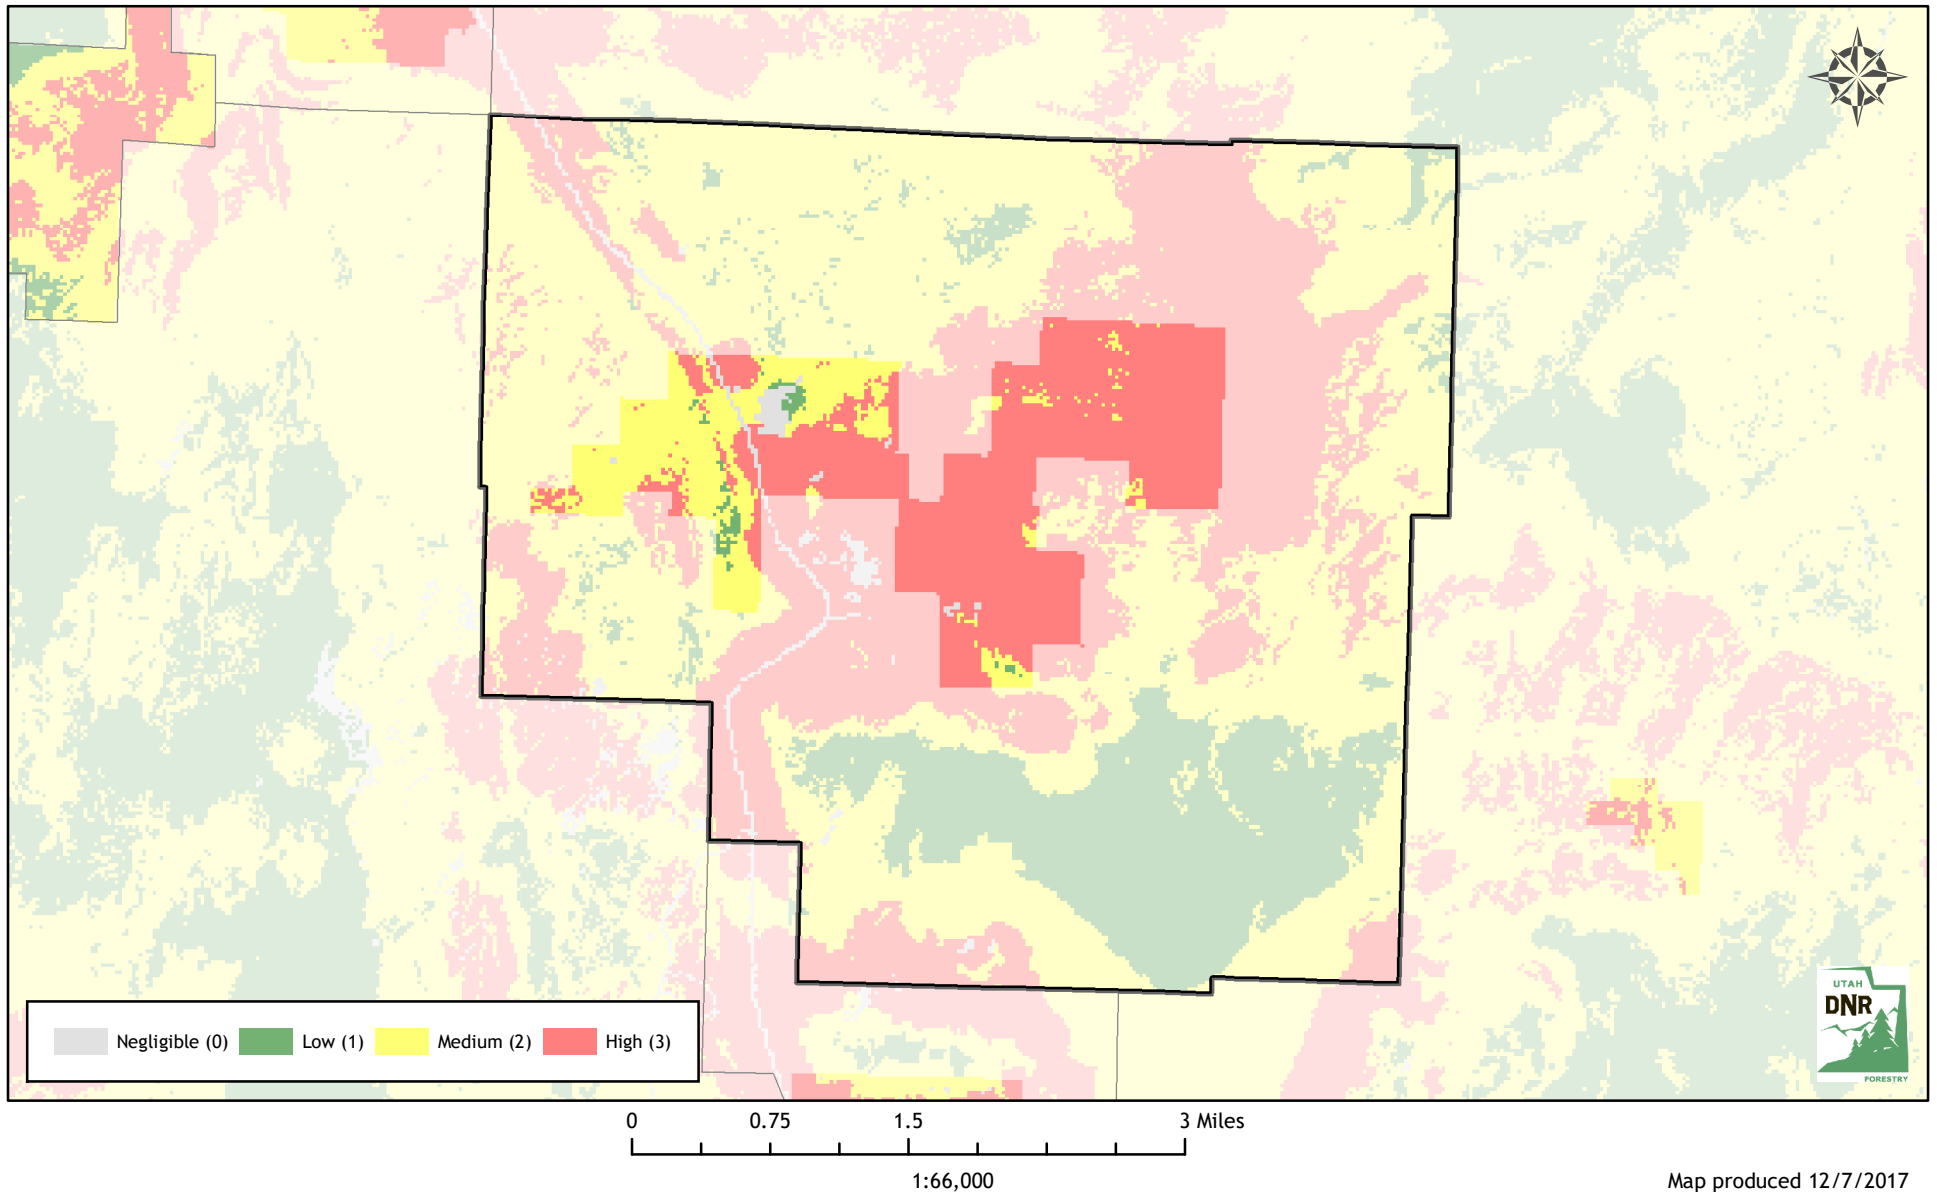 UTAH
DNR
FORESTRY
Negligible (0) Low (1) Medium (2) High (3)
0 0.75 1.5 3 Miles
1:66,000
Map produced 12/7/2017